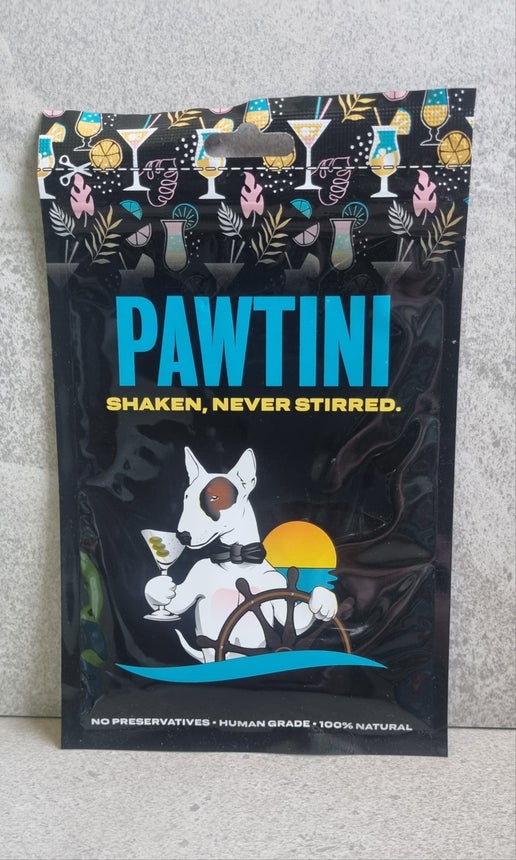 PAWTINI
SHAKEN, NEVER STIRRED.
NO PRESERVATIVES • HUMAN GRADE • 100% NATURAL